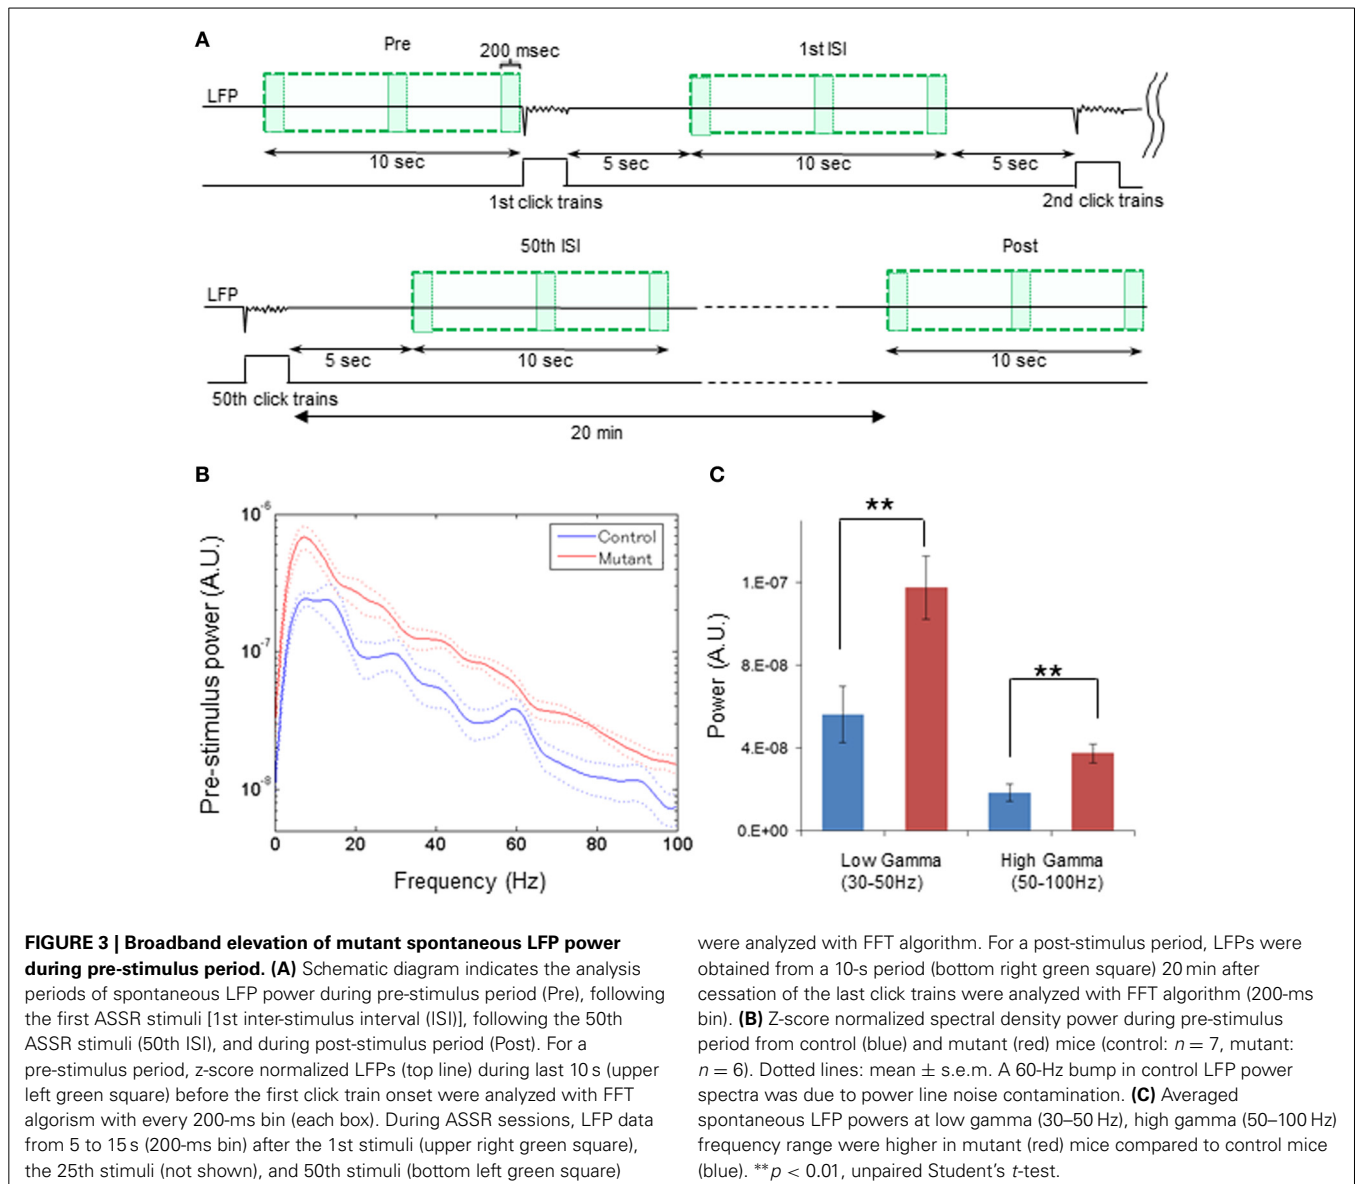 A
Pre
200 msec
1st ISI
LFP
10 sec
5 sec
10 sec
5 sec
1st click trains
2nd click trains
50th ISI
Post
LFP
5 sec
10 sec
10 sec
50th click trains
20 min
B
Pre-stimulus power (A.U.)
10-6
10-7
10-8
Control
Mutant
0
20
40
60
80
100
Frequency (Hz)
C
Power (A.U.)
**
**
1.E-07
8.E-08
4.E-08
0.E+00
Low Gamma
(30-50Hz)
High Gamma
(50-100Hz)
FIGURE 3 | Broadband elevation of mutant spontaneous LFP power
during pre-stimulus period. (A) Schematic diagram indicates the analysis
periods of spontaneous LFP power during pre-stimulus period (Pre), following
the first ASSR stimuli [1st inter-stimulus interval (ISI)], following the 50th
ASSR stimuli (50th ISI), and during post-stimulus period (Post). For a
pre-stimulus period, z-score normalized LFPs (top line) during last 10 s (upper
left green square) before the first click train onset were analyzed with FFT
algorism with every 200-ms bin (each box). During ASSR sessions, LFP data
from 5 to 15 s (200-ms bin) after the 1st stimuli (upper right green square),
the 25th stimuli (not shown), and 50th stimuli (bottom left green square)
were analyzed with FFT algorithm. For a post-stimulus period, LFPs were
obtained from a 10-s period (bottom right green square) 20 min after
cessation of the last click trains were analyzed with FFT algorithm (200-ms
bin). (B) Z-score normalized spectral density power during pre-stimulus
period from control (blue) and mutant (red) mice (control: n = 7, mutant:
n = 6). Dotted lines: mean ± s.e.m. A 60-Hz bump in control LFP power
spectra was due to power line noise contamination. (C) Averaged
spontaneous LFP powers at low gamma (30–50 Hz), high gamma (50–100 Hz)
frequency range were higher in mutant (red) mice compared to control mice
(blue). **p < 0.01, unpaired Student's t-test.